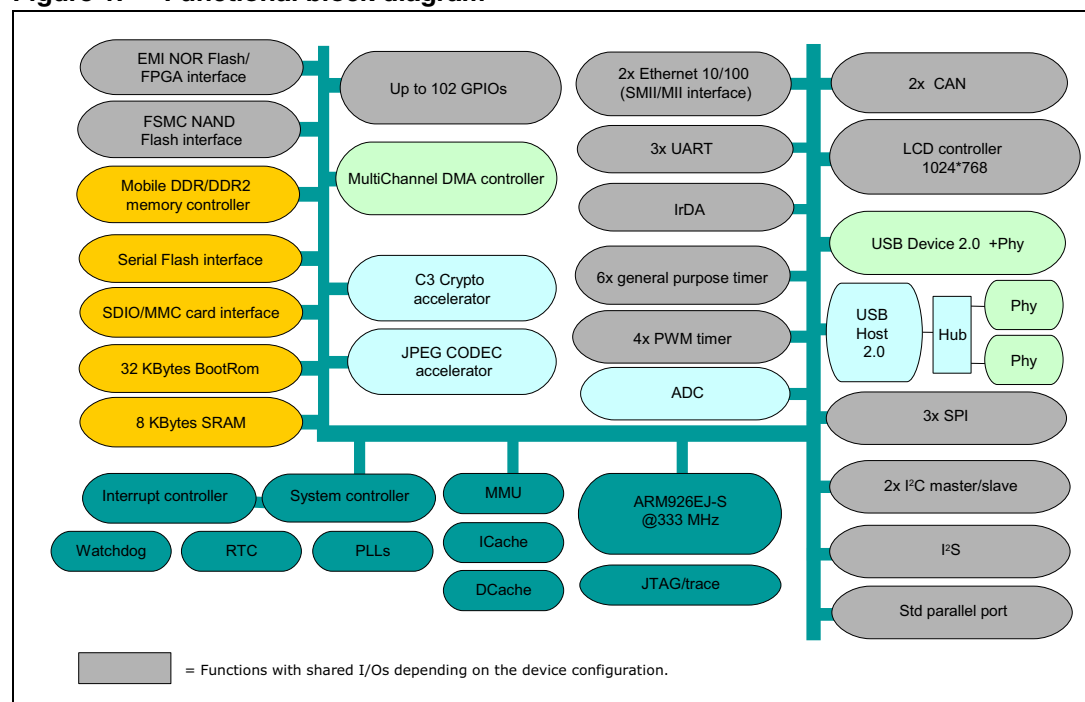 Figure 1. Functional block diagram
EMI NOR Flash/
FPGA interface
FSMC NAND
Flash interface
Mobile DDR/DDR2
memory controller
Serial Flash interface
SDIO/MMC card interface
32 KBytes BootRom
8 KBytes SRAM
Up to 102 GPIOs
MultiChannel DMA controller
C3 Crypto
accelerator
JPEG CODEC
accelerator
2x Ethernet 10/100
(SMII/MII interface)
3x UART
IrDA
6x general purpose timer
4x PWM timer
ADC
2x CAN
LCD controller
1024*768
USB Device 2.0 +Phy
USB
Host
2.0
Hub
Phy
Phy
3x SPI
2x I²C master/slave
I²S
Std parallel port
Interrupt controller
System controller
Watchdog
RTC
PLLs
MMU
ICache
DCache
ARM926EJ-S
@333 MHz
JTAG/trace
= Functions with shared I/Os depending on the device configuration.